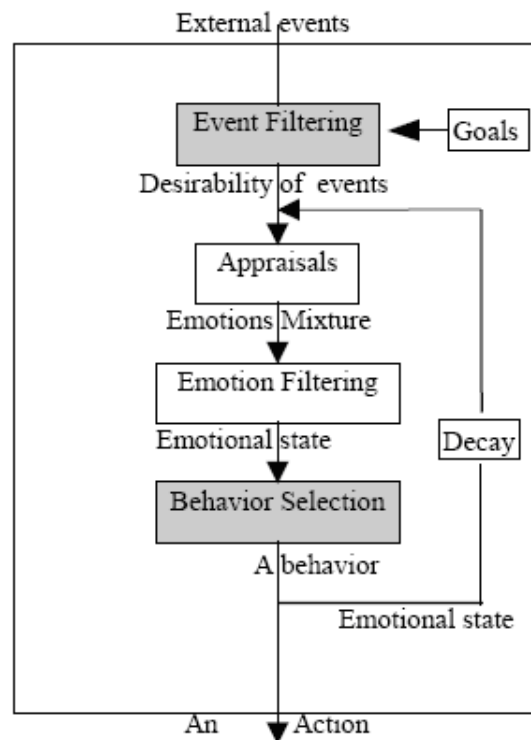 External events
Event Filtering
Goals
Desirability of events
Appraisals
Emotions Mixture
Emotion Filtering
Emotional state
Decay
Behavior Selection
A behavior
Emotional state
An Action